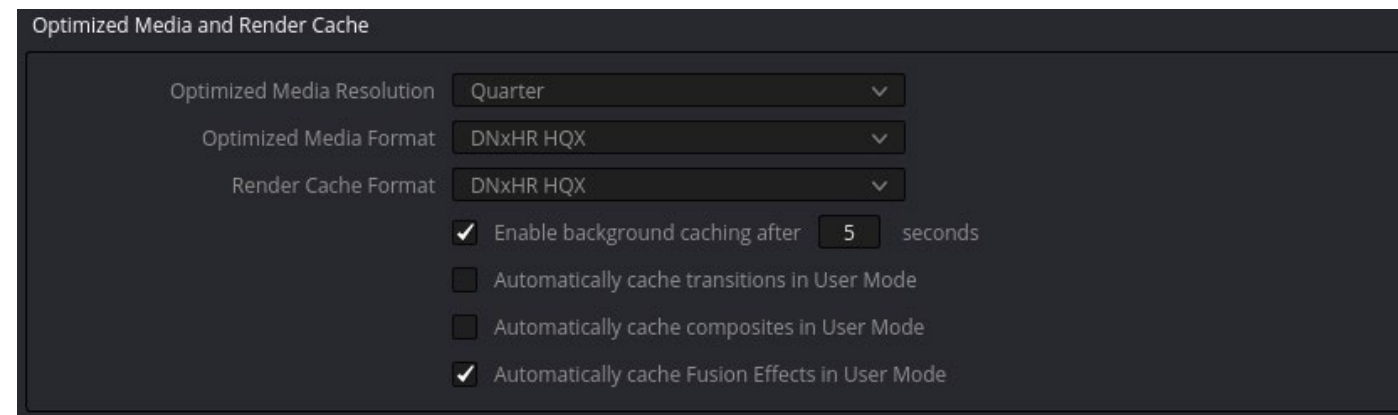 Optimized Media and Render Cache
Optimized Media Resolution Quarter
Optimized Media Format DNxHR HQX
Render Cache Format DNxHR HQX
Enable background caching after 5 seconds
Automatically cache transitions in User Mode
Automatically cache composites in User Mode
Automatically cache Fusion Effects in User Mode